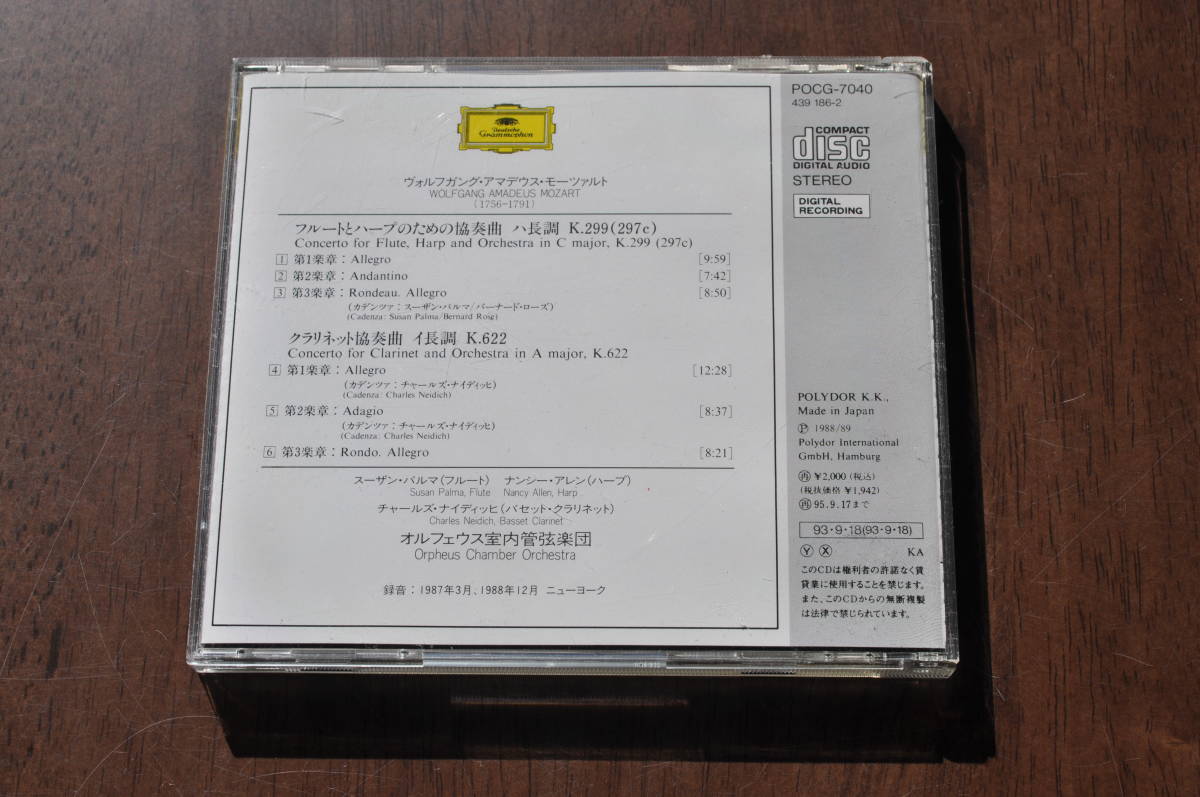 Deutsche
Grammophon
ヴォルフガング・アマデウス・モーツァルト
WOLFGANG AMADEUS MOZART
(1756-1791)
フルートとハープのための協奏曲 ハ長調 K.299(297c)
Concerto for Flute, Harp and Orchestra in C major, K.299 (297c)
1 第1楽章：Allegro [9:59]
2 第2楽章：Andantino [7:42]
3 第3楽章：Rondeau. Allegro [8:50]
(カデンツァ：スーザン・パルマ/バーナード・ローズ)
(Cadenza: Susan Palma/Bernard Rose)
クラリネット協奏曲 イ長調 K.622
Concerto for Clarinet and Orchestra in A major, K.622
4 第1楽章：Allegro [12:28]
(カデンツァ：チャールズ・ナイディッヒ)
(Cadenza: Charles Neidich)
5 第2楽章：Adagio [8:37]
(カデンツァ：チャールズ・ナイディッヒ)
(Cadenza: Charles Neidich)
6 第3楽章：Rondo. Allegro [8:21]
スーザン・パルマ(フルート) ナンシー・アレン(ハープ)
Susan Palma, Flute Nancy Allen, Harp
チャールズ・ナイディッヒ(バセット・クラリネット)
Charles Neidich, Basset Clarinet
オルフェウス室内管弦楽団
Orpheus Chamber Orchestra
録音：1987年3月、1988年12月 ニューヨーク
POCG-7040
439 186-2
COMPACT
disc
DIGITAL AUDIO
STEREO
DIGITAL
RECORDING
POLYDOR K.K.,
Made in Japan
Ⓟ 1988/89
Polydor International
GmbH, Hamburg
再 ¥2,000 (税込)
(税抜価格 ¥1,942)
再 95.9.17まで
93・9・18(93・9・18)
Ⓨ Ⓧ KA
このCDは権利者の許諾なく賃
貸業に使用することを禁じます。
また、このCDからの無断複製
は法律で禁じられています。